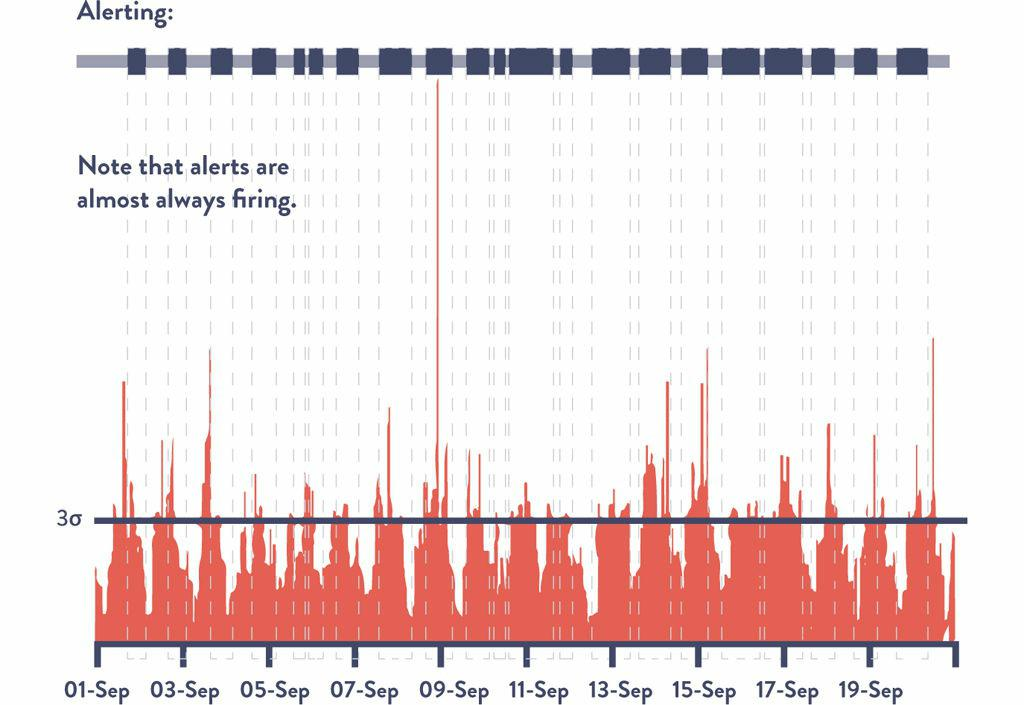 Alerting:
Note that alerts are
almost always firing.
3σ
01-Sep 03-Sep 05-Sep 07-Sep 09-Sep 11-Sep 13-Sep 15-Sep 17-Sep 19-Sep